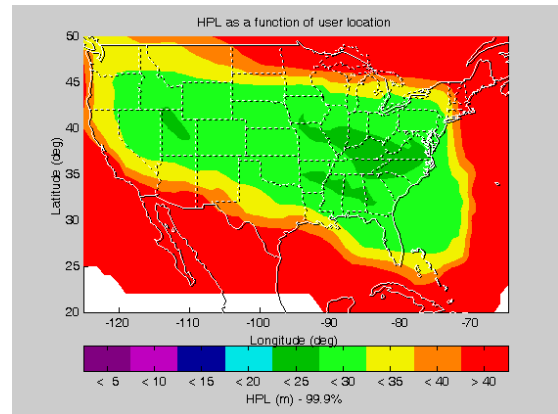 HPL as a function of user location
50
45
40
35
30
25
20
Latitude (deg)
-120 -110 -100 -90 -80 -70
Longitude (deg)
< 5 < 10 < 15 < 20 < 25 < 30 < 35 < 40 > 40
HPL (m) - 99.9%